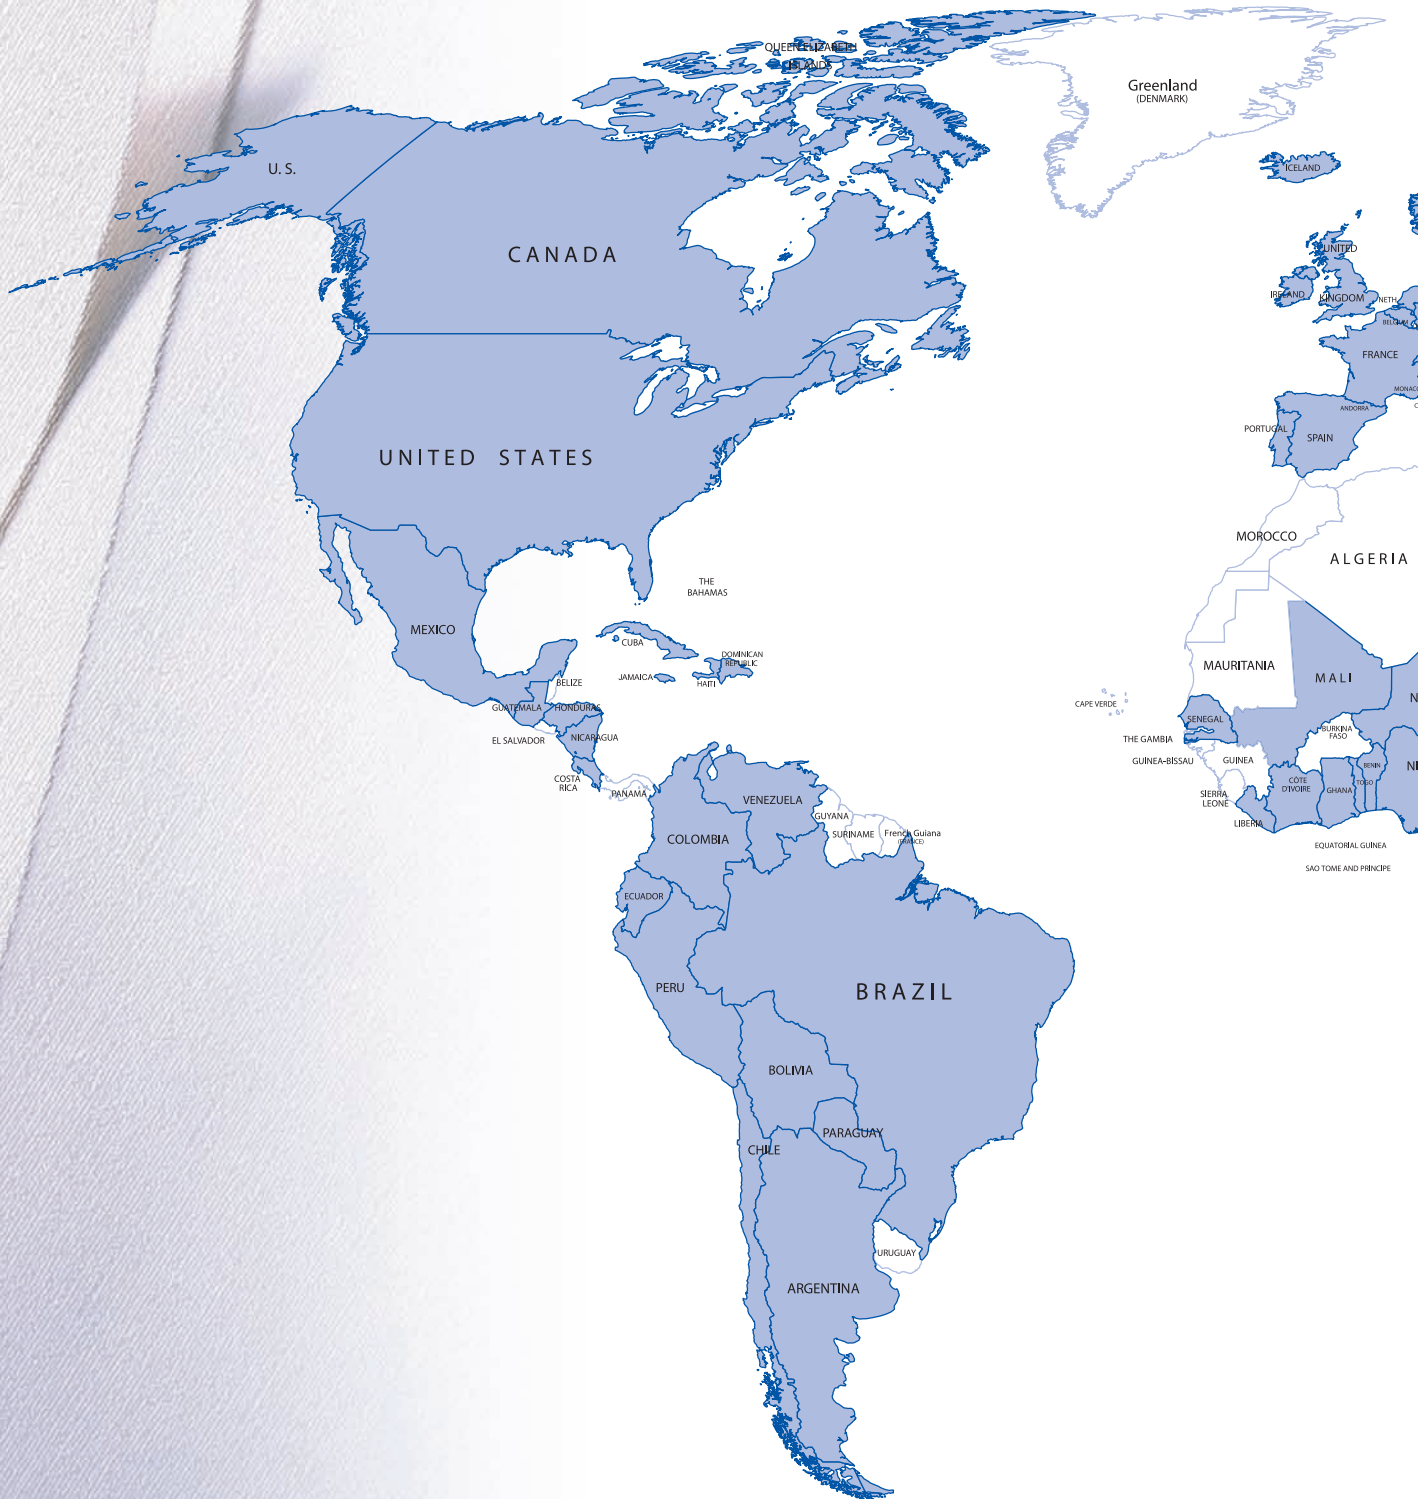 QUEEN ELIZABETH
ISLANDS
Greenland
(DENMARK)
U. S.
ICELAND
CANADA
UNITED
KINGDOM
IRELAND
NETH
BELGIUM
FRANCE
MONACO
ANDORRA
PORTUGAL
SPAIN
UNITED STATES
MOROCCO
ALGERIA
THE
BAHAMAS
MEXICO
CUBA
DOMINICAN
REPUBLIC
JAMAICA
HAITI
BELIZE
GUATEMALA
HONDURAS
EL SALVADOR
NICARAGUA
COSTA
RICA
PANAMA
MAURITANIA
MALI
N
CAPE VERDE
SENEGAL
THE GAMBIA
GUINEA-BISSAU
GUINEA
BURKINA
FASO
SIERRA
LEONE
LIBERIA
CÔTE
D'IVOIRE
GHANA
TOGO
BENIN
NI
EQUATORIAL GUINEA
SAO TOME AND PRINCIPE
VENEZUELA
GUYANA
SURINAME
French Guiana
(FRANCE)
COLOMBIA
ECUADOR
PERU
BRAZIL
BOLIVIA
PARAGUAY
CHILE
URUGUAY
ARGENTINA